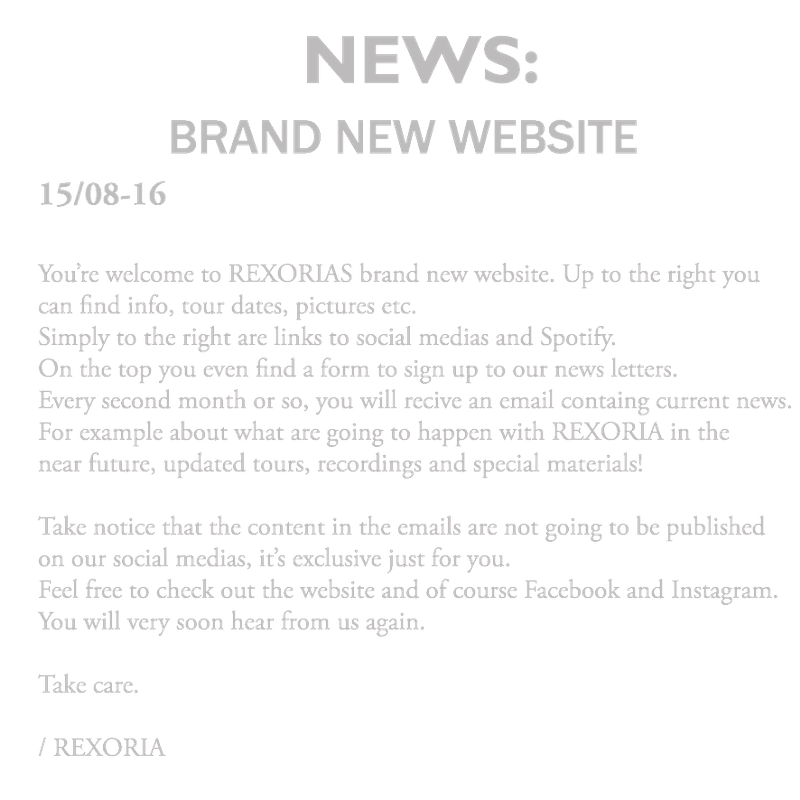 NEWS:
BRAND NEW WEBSITE
15/08-16
You're welcome to REXORIAS brand new website. Up to the right you
can find info, tour dates, pictures etc.
Simply to the right are links to social medias and Spotify.
On the top you even find a form to sign up to our news letters.
Every second month or so, you will recive an email containg current news.
For example about what are going to happen with REXORIA in the
near future, updated tours, recordings and special materials!
Take notice that the content in the emails are not going to be published
on our social medias, it's exclusive just for you.
Feel free to check out the website and of course Facebook and Instagram.
You will very soon hear from us again.
Take care.
/ REXORIA